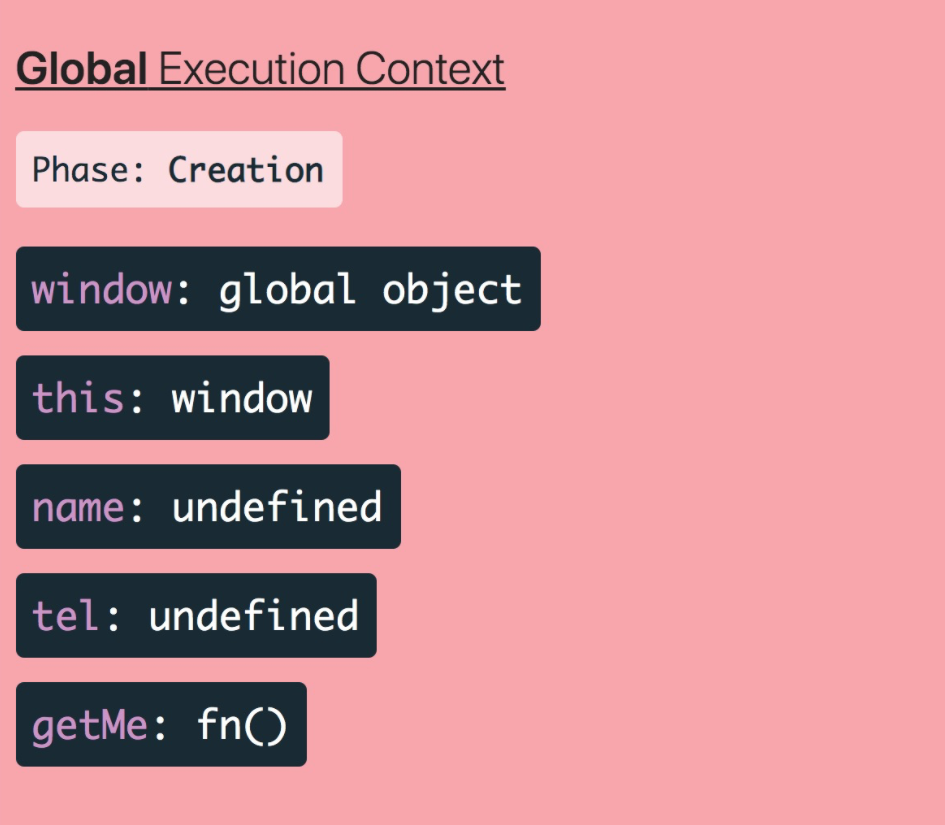 Global Execution Context
Phase: Creation
window: global object
this: window
name: undefined
tel: undefined
getMe: fn()